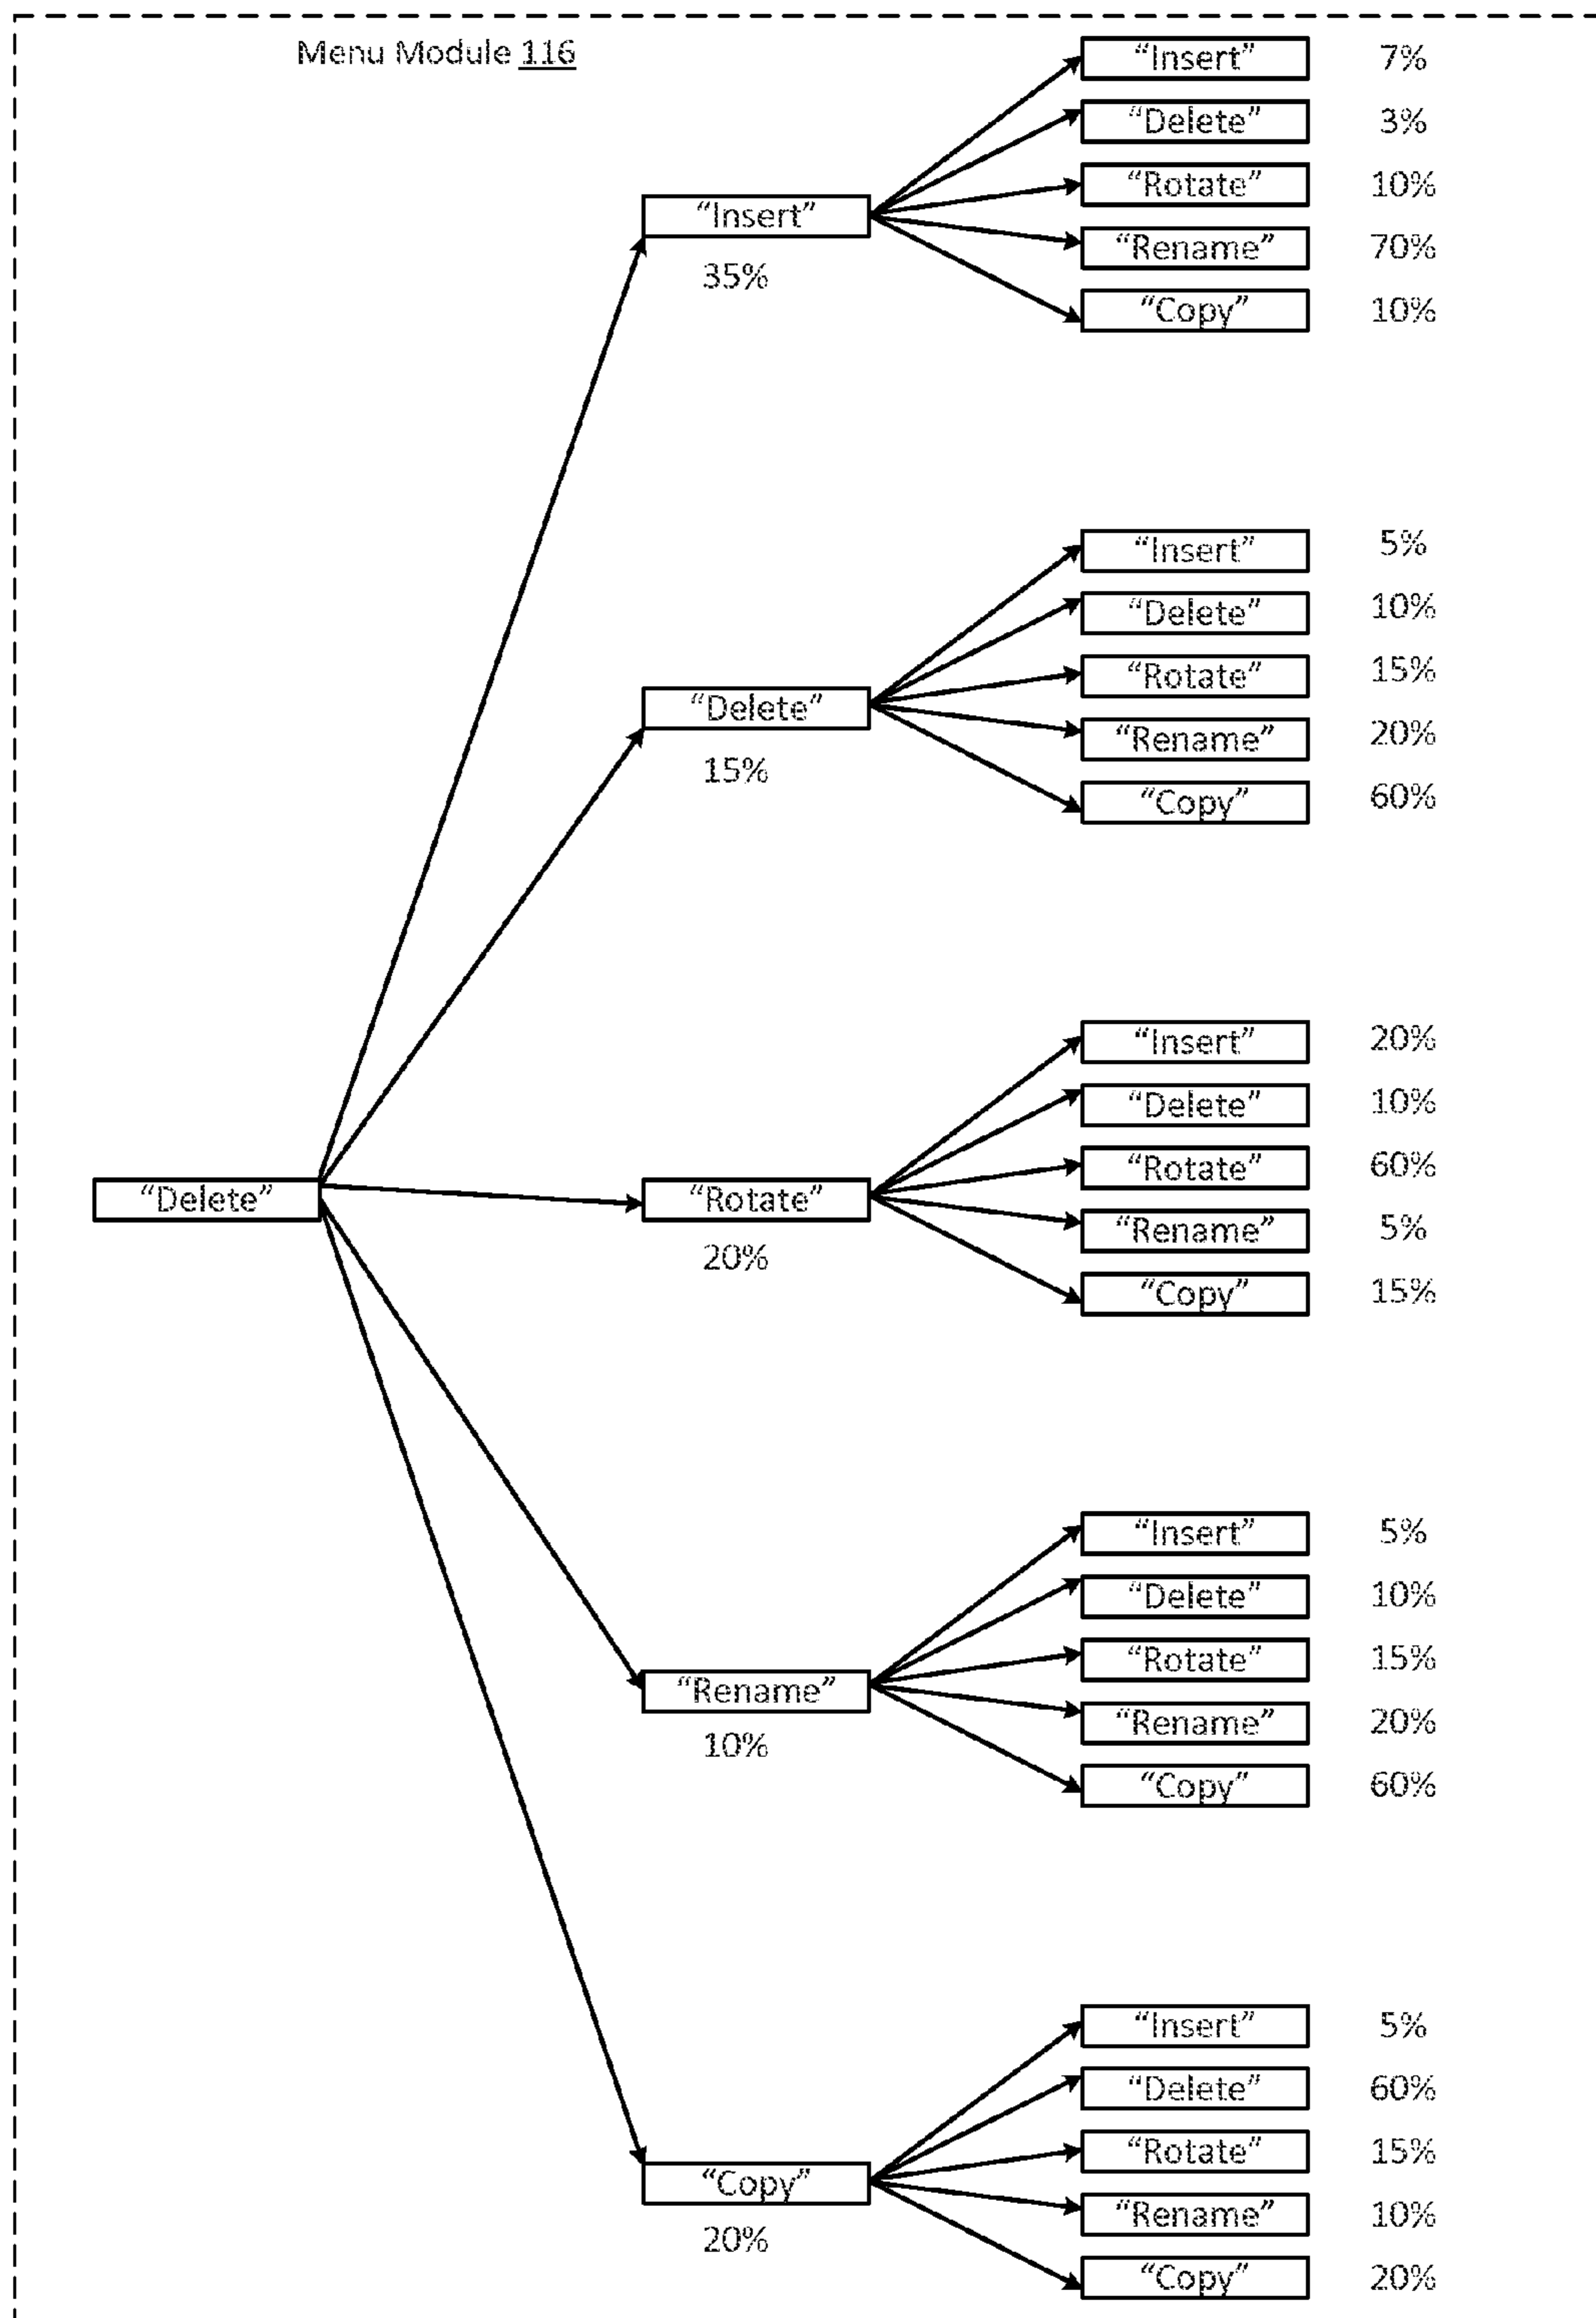 Menu Module 116
“Insert” 7%
“Delete” 3%
“Rotate” 10%
“Insert”
“Rename” 70%
35%
“Copy” 10%
“Insert” 5%
“Delete” 10%
“Rotate” 15%
“Delete”
“Rename” 20%
15%
“Copy” 60%
“Insert” 20%
“Delete” 10%
“Rotate” 60%
“Delete”
“Rotate”
“Rename” 5%
20%
“Copy” 15%
“Insert” 5%
“Delete” 10%
“Rotate” 15%
“Rename”
“Rename” 20%
10%
“Copy” 60%
“Insert” 5%
“Delete” 60%
“Rotate” 15%
“Copy”
“Rename” 10%
20%
“Copy” 20%